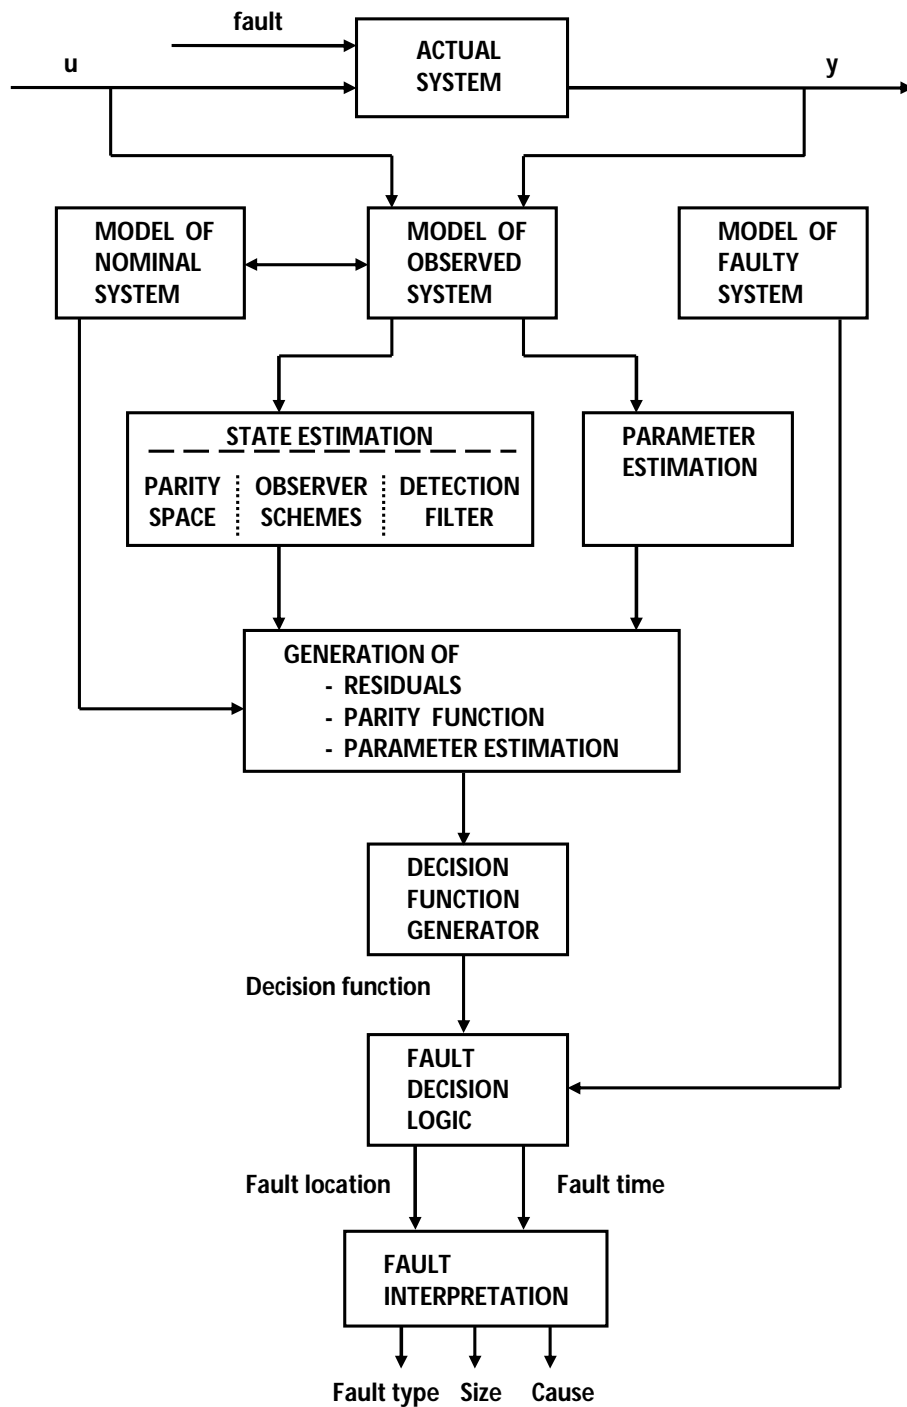 fault
u
ACTUAL
SYSTEM
y
MODEL OF
NOMINAL
SYSTEM
MODEL OF
OBSERVED
SYSTEM
MODEL OF
FAULTY
SYSTEM
STATE ESTIMATION
PARITY
SPACE
OBSERVER
SCHEMES
DETECTION
FILTER
PARAMETER
ESTIMATION
GENERATION OF
- RESIDUALS
- PARITY FUNCTION
- PARAMETER ESTIMATION
DECISION
FUNCTION
GENERATOR
Decision function
FAULT
DECISION
LOGIC
Fault location
Fault time
FAULT
INTERPRETATION
Fault type
Size
Cause